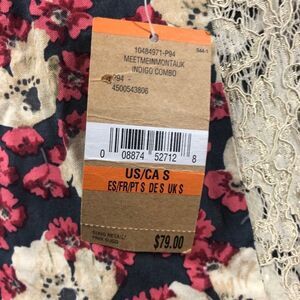 10484971-P94
S44-1
MEETMEINMONTAUK
INDIGO COMBO
P94 -
4500543806
0 08874 52712 8
US/CA S
ES/FR/PT S DE S UK S
$79.00